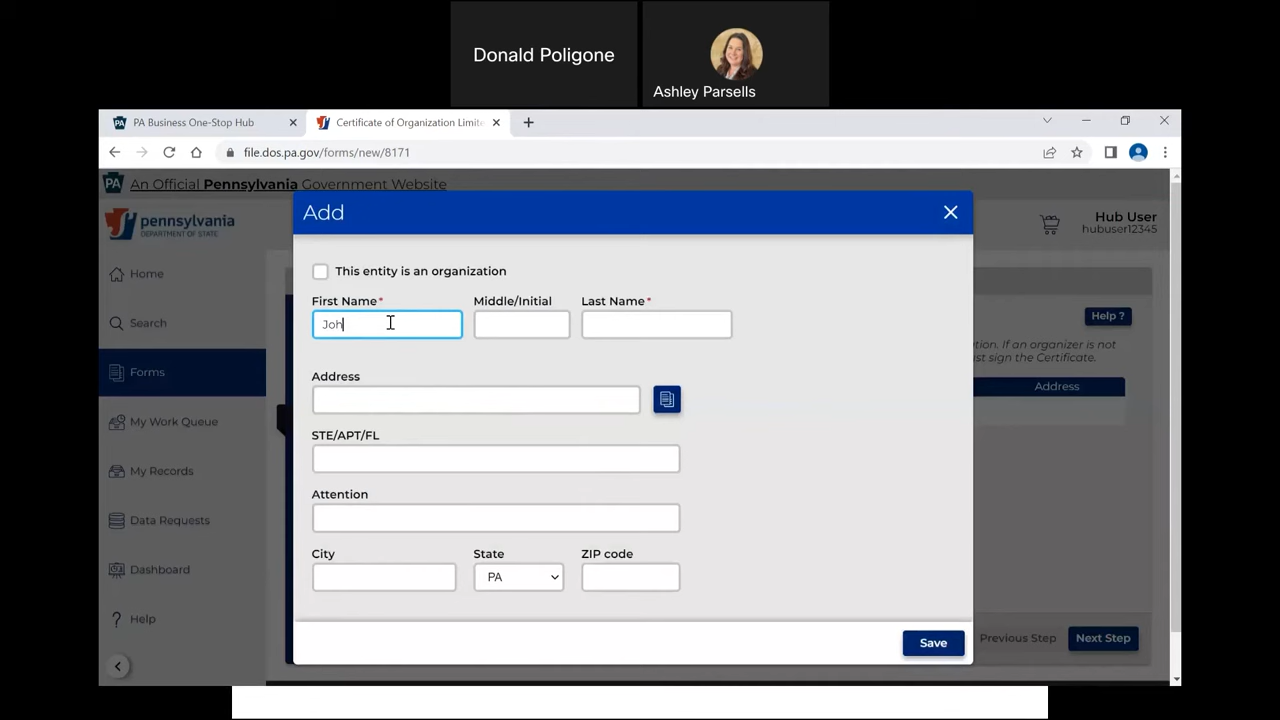 Donald Poligone
Ashley Parsells
PA Business One-Stop Hub
Certificate of Organization Limite
file.dos.pa.gov/forms/new/8171
PA
An Official Pennsylvania Government Website
pennsylvania
DEPARTMENT OF STATE
Hub User
hubuser12345
Home
Search
Forms
My Work Queue
My Records
Data Requests
Dashboard
Help
Add
This entity is an organization
First Name*
Middle/Initial
Last Name*
Joh
Address
STE/APT/FL
Attention
City
State
ZIP code
PA
Save
Help ?
tion. If an organizer is not
st sign the Certificate.
Address
Previous Step
Next Step